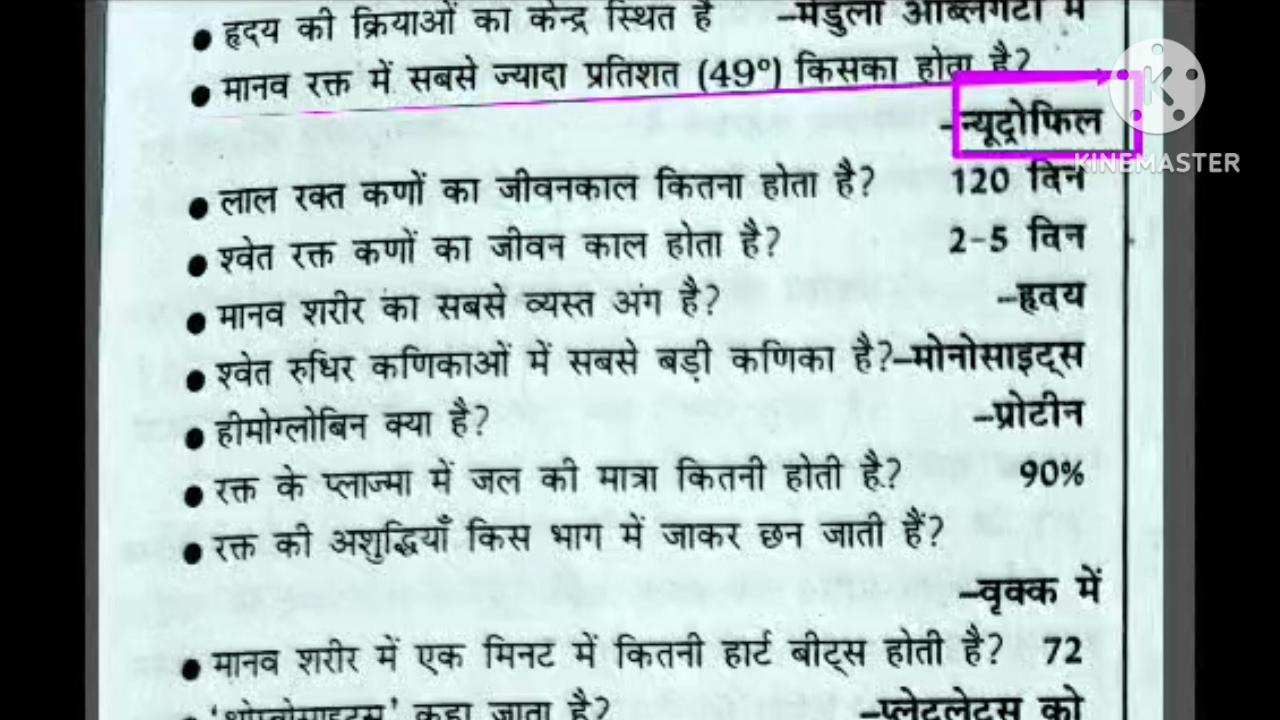 • हृदय की क्रियाओं का केन्द्र स्थित है –मेडुला ऑब्लिगेटा में
• मानव रक्त में सबसे ज्यादा प्रतिशत (49°) किसका होता है?
–न्यूट्रोफिल
KINEMASTER
• लाल रक्त कणों का जीवनकाल कितना होता है? 120 दिन
• श्वेत रक्त कणों का जीवन काल होता है? 2-5 दिन
• मानव शरीर का सबसे व्यस्त अंग है? –हृदय
• श्वेत रुधिर कणिकाओं में सबसे बड़ी कणिका है?–मोनोसाइट्स
• हीमोग्लोबिन क्या है? –प्रोटीन
• रक्त के प्लाज्मा में जल की मात्रा कितनी होती है.? 90%
• रक्त की अशुद्धियाँ किस भाग में जाकर छन जाती हैं?
–वृक्क में
• मानव शरीर में एक मिनट में कितनी हार्ट बीट्स होती है? 72
• 'थ्रोम्बोसाइट्स' कहा जाता है? –प्लेटलेट्स को